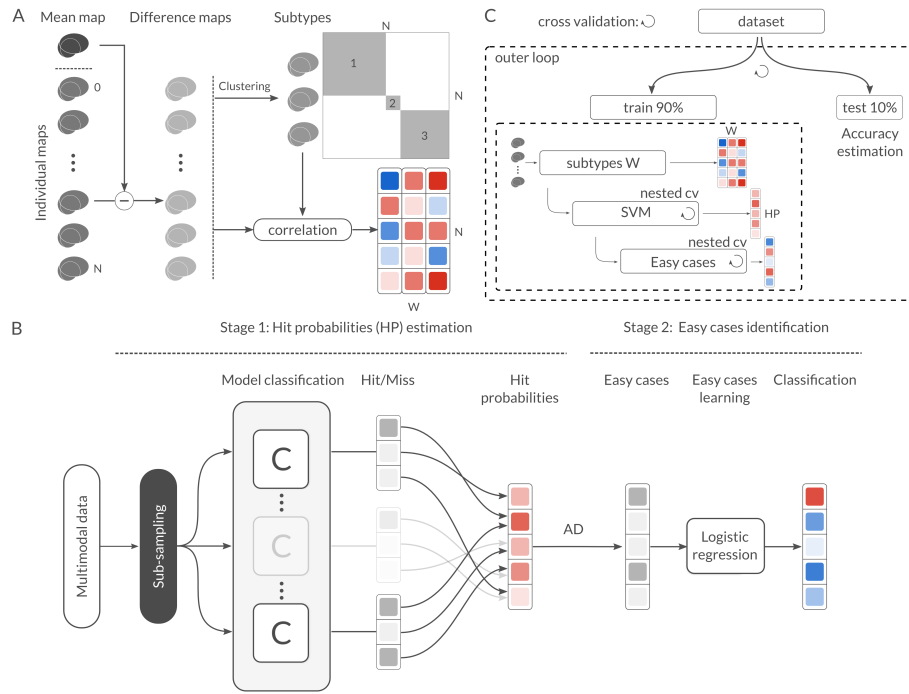 A
Mean map
Difference maps
Subtypes
N
0
Individual maps
Clustering
1
2
3
N
N
correlation
N
W
C
cross validation:
dataset
outer loop
train 90%
test 10%
Accuracy
estimation
W
subtypes W
nested cv
SVM
HP
nested cv
Easy cases
B
Stage 1: Hit probabilities (HP) estimation
Stage 2: Easy cases identification
Model classification
Hit/Miss
Hit
probabilities
Easy cases
Easy cases
learning
Classification
Multimodal data
Sub-sampling
C
C
C
AD
Logistic
regression